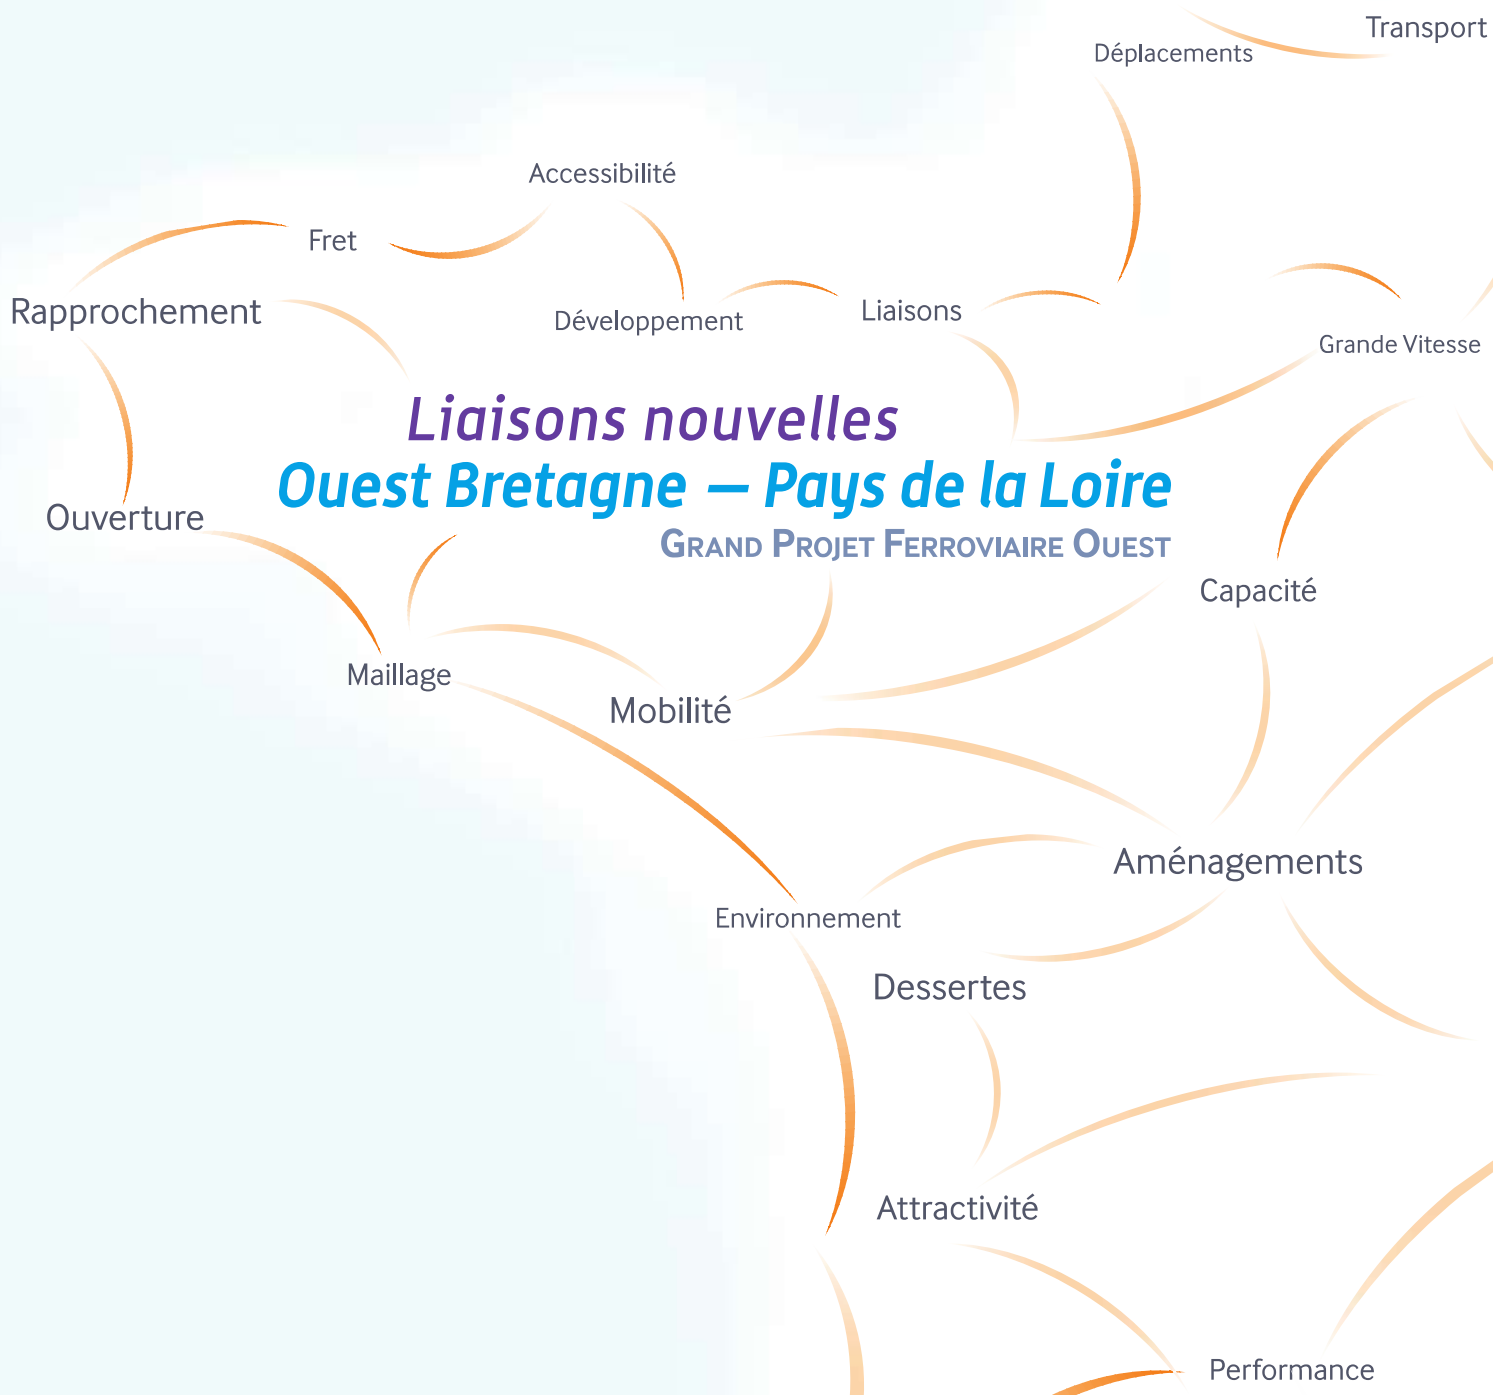 Transport
Déplacements
Accessibilité
Fret
Rapprochement
Développement
Liaisons
Grande Vitesse
Liaisons nouvelles
Ouest Bretagne – Pays de la Loire
Grand Projet Ferroviaire Ouest
Ouverture
Capacité
Maillage
Mobilité
Aménagements
Environnement
Dessertes
Attractivité
Performance